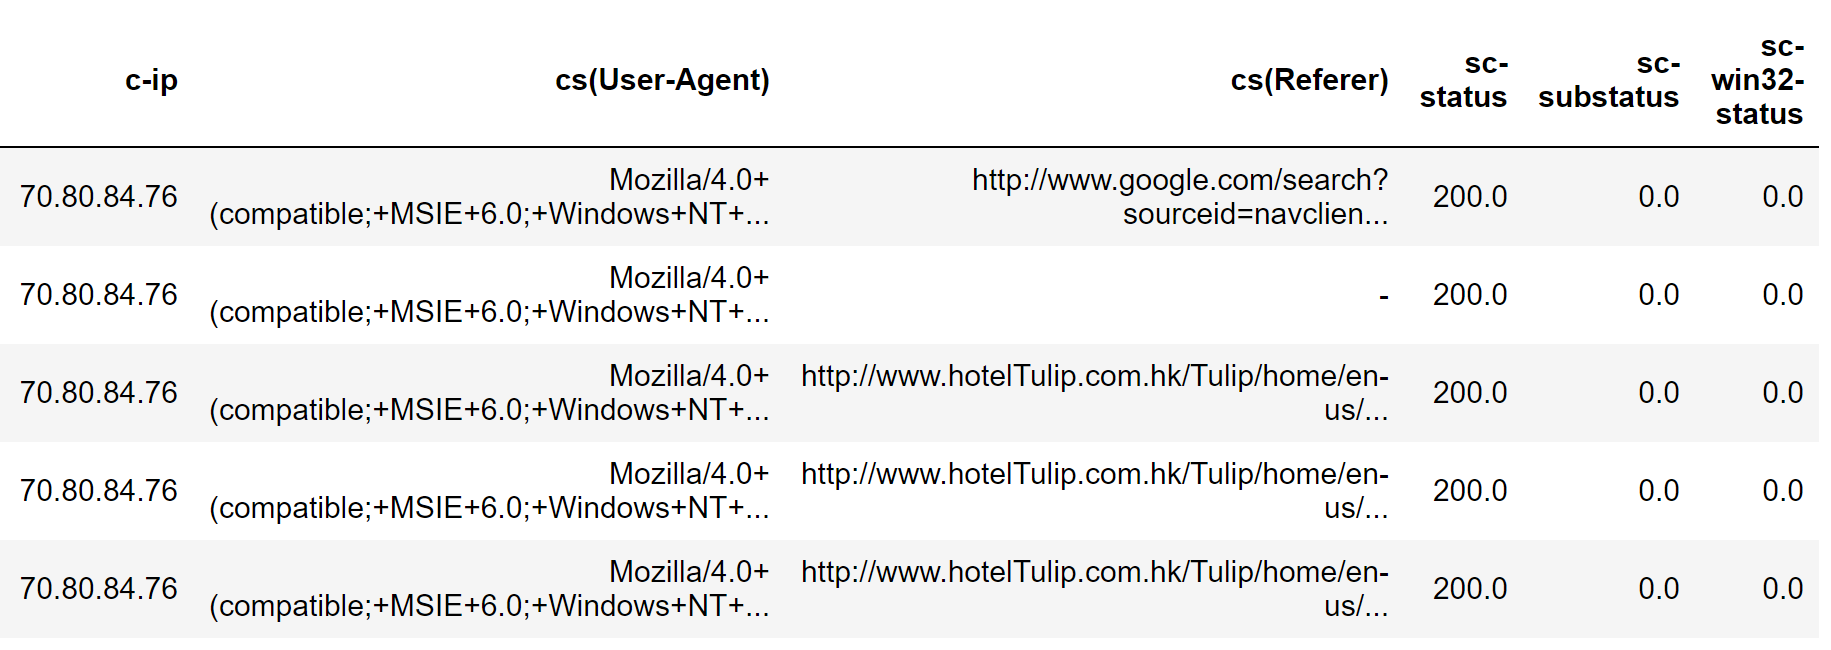 c-ip cs(User-Agent) cs(Referer) sc-status sc-substatus sc-win32-status
70.80.84.76 Mozilla/4.0+ http://www.google.com/search? 200.0 0.0 0.0
(compatible;+MSIE+6.0;+Windows+NT+... sourceid=navclien...
70.80.84.76 Mozilla/4.0+ - 200.0 0.0 0.0
(compatible;+MSIE+6.0;+Windows+NT+...
70.80.84.76 Mozilla/4.0+ http://www.hotelTulip.com.hk/Tulip/home/en- 200.0 0.0 0.0
(compatible;+MSIE+6.0;+Windows+NT+... us/...
70.80.84.76 Mozilla/4.0+ http://www.hotelTulip.com.hk/Tulip/home/en- 200.0 0.0 0.0
(compatible;+MSIE+6.0;+Windows+NT+... us/...
70.80.84.76 Mozilla/4.0+ http://www.hotelTulip.com.hk/Tulip/home/en- 200.0 0.0 0.0
(compatible;+MSIE+6.0;+Windows+NT+... us/...